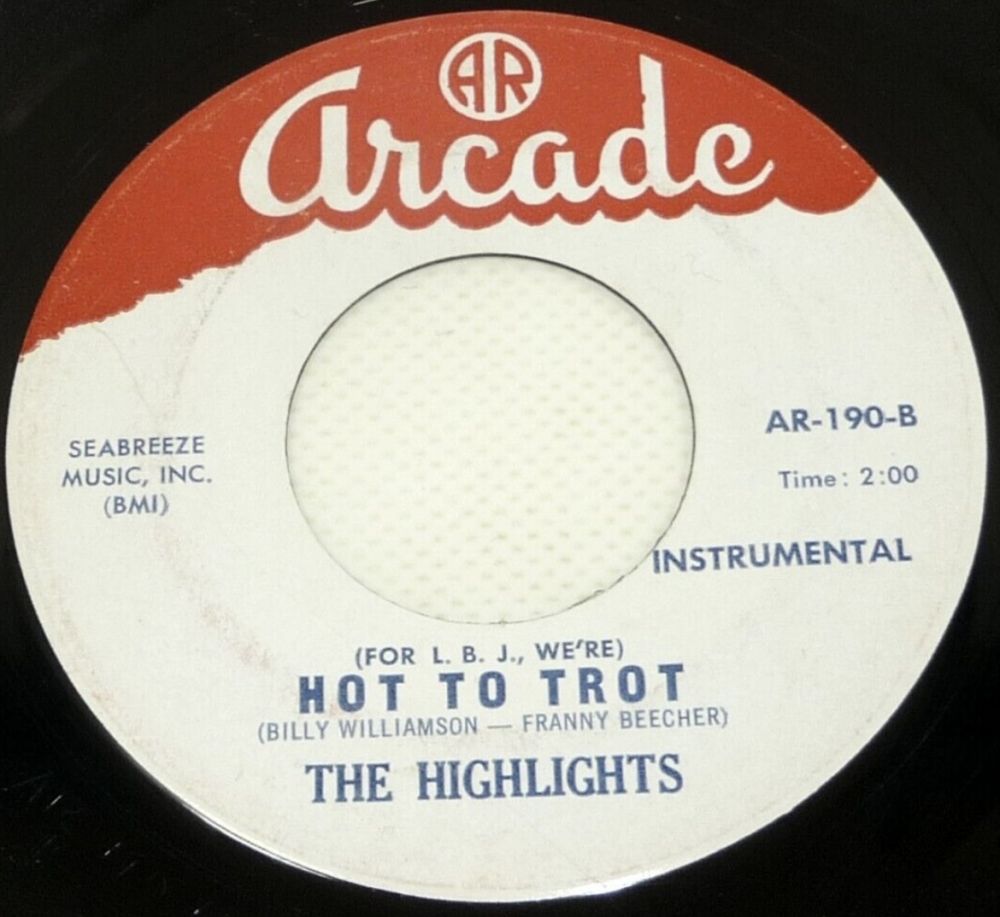 AR
Arcade
SEABREEZE
MUSIC, INC.
(BMI)
AR-190-B
Time: 2:00
INSTRUMENTAL
(FOR L. B. J., WE'RE)
HOT TO TROT
(BILLY WILLIAMSON — FRANNY BEECHER)
THE HIGHLIGHTS